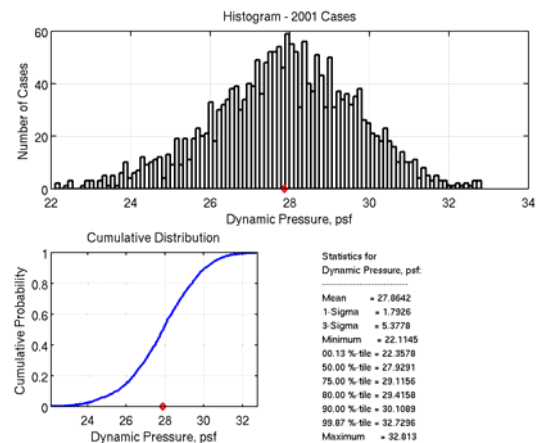 Histogram - 2001 Cases
Number of Cases
60
40
20
0
22 24 26 28 30 32 34
Dynamic Pressure, psf
Cumulative Distribution
Cumulative Probability
1
0.8
0.6
0.4
0.2
0
24 26 28 30 32
Dynamic Pressure, psf
Statistics for
Dynamic Pressure, psf:
------------------------------
Mean = 27.8642
1-Sigma = 1.7926
3-Sigma = 5.3778
Minimum = 22.1145
00.13 %-tile = 22.3578
50.00 %-tile = 27.9291
75.00 %-tile = 29.1156
80.00 %-tile = 29.4158
90.00 %-tile = 30.1089
99.87 %-tile = 32.7296
Maximum = 32.813